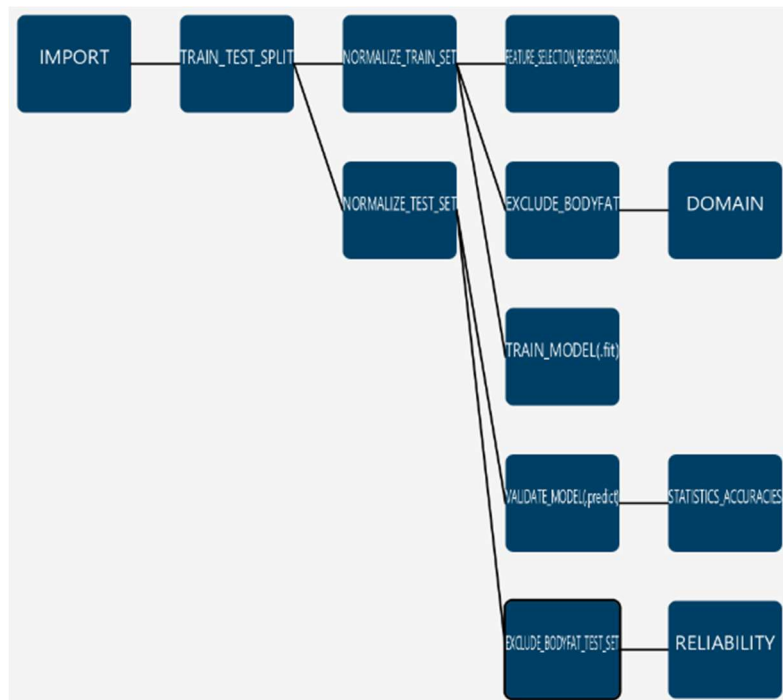 IMPORT
TRAIN_TEST_SPLIT
NORMALIZE_TRAIN_SET
FEATURE_SELECTION_REGRESSION
NORMALIZE_TEST_SET
EXCLUDE_BODYFAT
DOMAIN
TRAIN_MODEL(.fit)
VALIDATE_MODEL(.predict)
STATISTICS_ACCURACIES
EXCLUDE_BODYFAT_TEST_SET
RELIABILITY